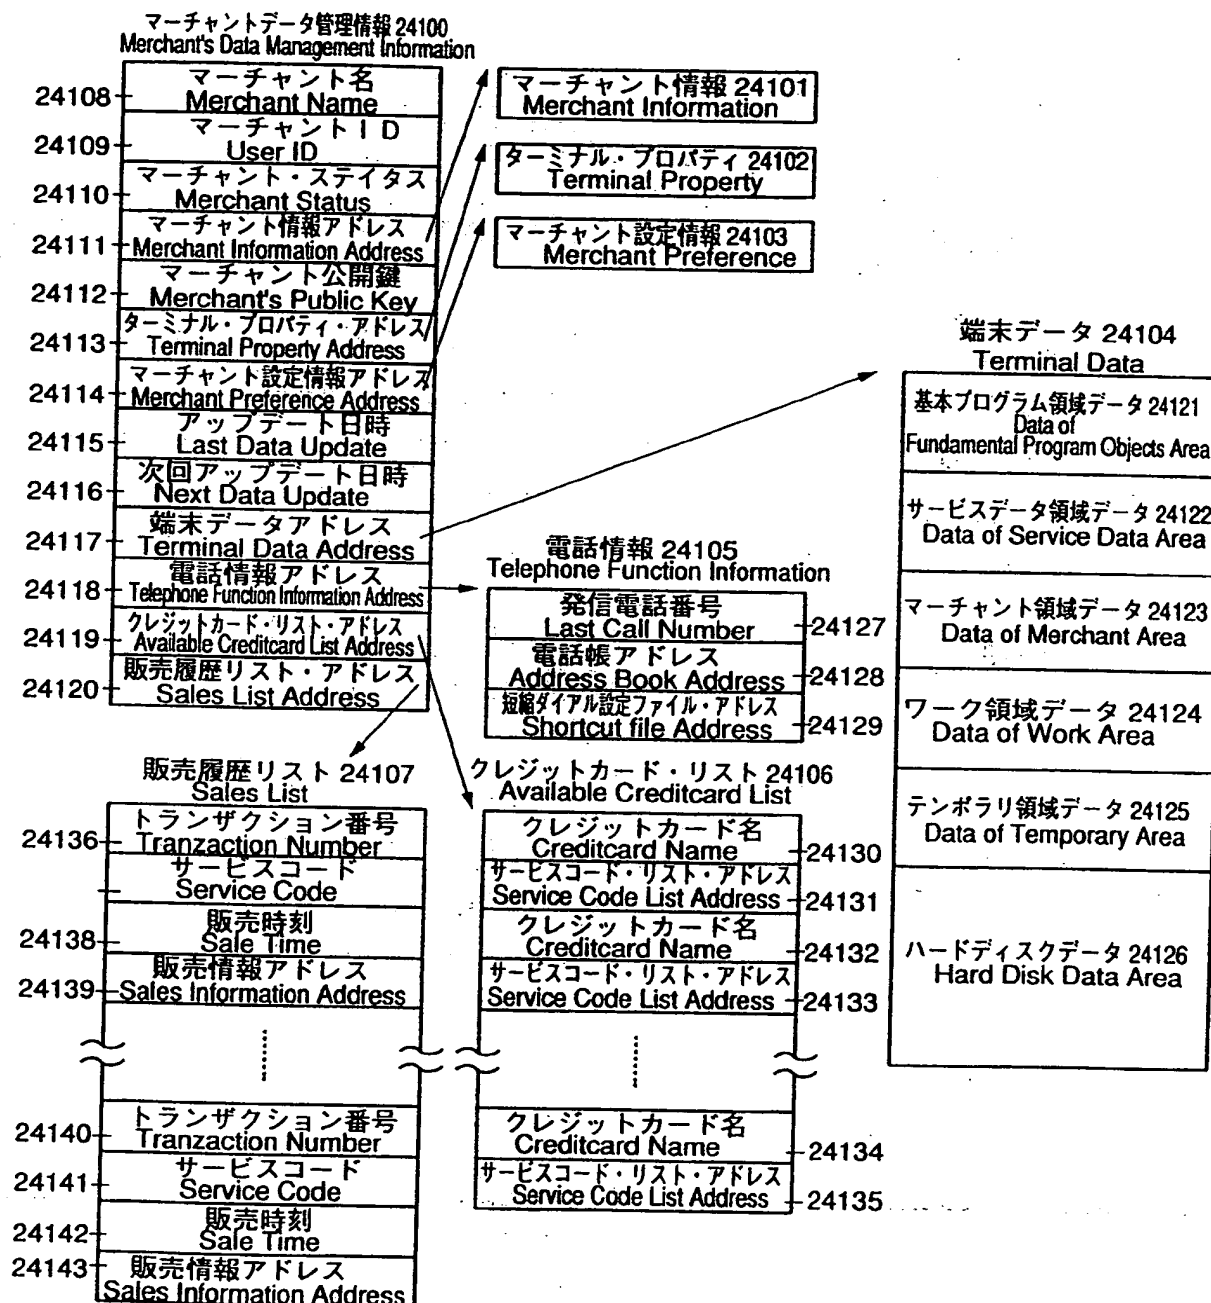 マーチャントデータ管理情報 24100
Merchant's Data Management Information
24108
マーチャント名
Merchant Name
24109
マーチャントID
User ID
24110
マーチャント・ステイタス
Merchant Status
24111
マーチャント情報アドレス
Merchant Information Address
24112
マーチャント公開鍵
Merchant's Public Key
24113
ターミナル・プロパティ・アドレス
Terminal Property Address
24114
マーチャント設定情報アドレス
Merchant Preference Address
24115
アップデート日時
Last Data Update
24116
次回アップデート日時
Next Data Update
24117
端末データアドレス
Terminal Data Address
24118
電話情報アドレス
Telephone Function Information Address
24119
クレジットカード・リスト・アドレス
Available Creditcard List Address
24120
販売履歴リスト・アドレス
Sales List Address
マーチャント情報 24101
Merchant Information
ターミナル・プロパティ 24102
Terminal Property
マーチャント設定情報 24103
Merchant Preference
端末データ 24104
Terminal Data
基本プログラム領域データ 24121
Data of
Fundamental Program Objects Area
サービスデータ領域データ 24122
Data of Service Data Area
マーチャント領域データ 24123
Data of Merchant Area
ワーク領域データ 24124
Data of Work Area
テンポラリ領域データ 24125
Data of Temporary Area
ハードディスクデータ 24126
Hard Disk Data Area
電話情報 24105
Telephone Function Information
発信電話番号
Last Call Number
24127
電話帳アドレス
Address Book Address
24128
短縮ダイアル設定ファイル・アドレス
Shortcut file Address
24129
販売履歴リスト 24107
Sales List
24136
トランザクション番号
Tranzaction Number
サービスコード
Service Code
24138
販売時刻
Sale Time
24139
販売情報アドレス
Sales Information Address
24140
トランザクション番号
Tranzaction Number
24141
サービスコード
Service Code
24142
販売時刻
Sale Time
24143
販売情報アドレス
Sales Information Address
クレジットカード・リスト 24106
Available Creditcard List
クレジットカード名
Creditcard Name
24130
サービスコード・リスト・アドレス
Service Code List Address
24131
クレジットカード名
Creditcard Name
24132
サービスコード・リスト・アドレス
Service Code List Address
24133
クレジットカード名
Creditcard Name
24134
サービスコード・リスト・アドレス
Service Code List Address
24135